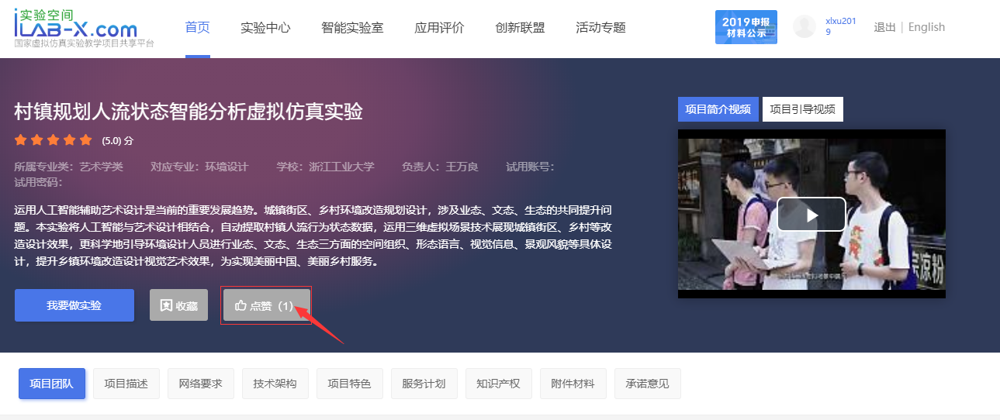 实验空间
iLAB-X.com
国家虚拟仿真实验教学项目共享平台
首页 实验中心 智能实验室 应用评价 创新联盟 活动专题
2019申报
材料公示
xlxu201
9
退出 | English
村镇规划人流状态智能分析虚拟仿真实验
(5.0) 分
所属专业类: 艺术学类 对应专业: 环境设计 学校: 浙江工业大学 负责人: 王万良 试用账号:
试用密码:
运用人工智能辅助艺术设计是当前的重要发展趋势。城镇街区、乡村环境改造规划设计，涉及业态、文态、生态的共同提升问
题。本实验将人工智能与艺术设计相结合，自动提取村镇人流行为状态数据，运用三维虚拟场景技术展现城镇街区、乡村等改
造设计效果，更科学地引导环境设计人员进行业态、文态、生态三方面的空间组织、形态语言、视觉信息、景观风貌等具体设
计，提升乡镇环境改造设计视觉艺术效果，为实现美丽中国、美丽乡村服务。
我要做实验 收藏 点赞（1）
项目简介视频 项目引导视频
凉粉
项目团队 项目描述 网络要求 技术架构 项目特色 服务计划 知识产权 附件材料 承诺意见